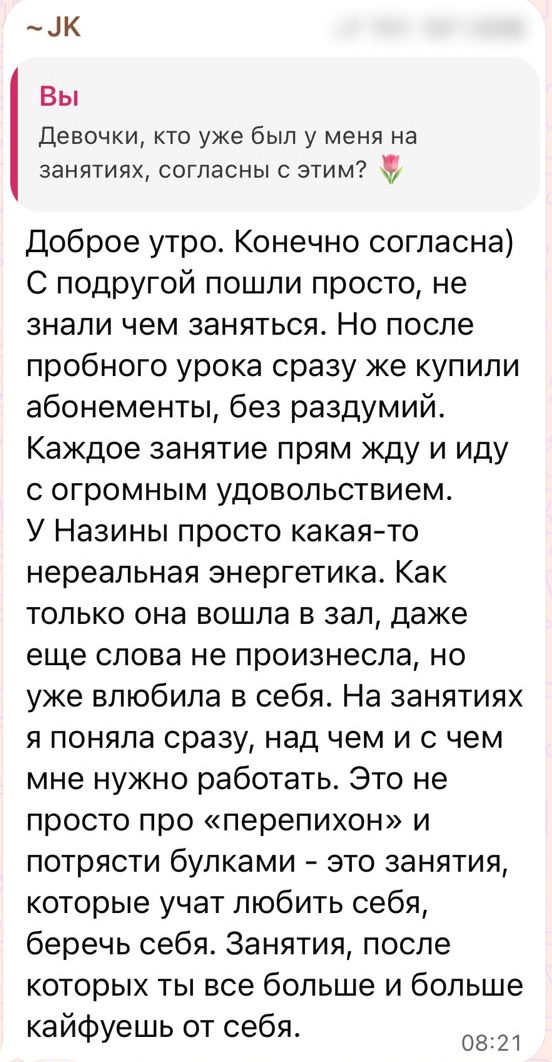 ~JK
Вы
Девочки, кто уже был у меня на
занятиях, согласны с этим? 🌷
Доброе утро. Конечно согласна)
С подругой пошли просто, не
знали чем заняться. Но после
пробного урока сразу же купили
абонементы, без раздумий.
Каждое занятие прям жду и иду
с огромным удовольствием.
У Назины просто какая-то
нереальная энергетика. Как
только она вошла в зал, даже
еще слова не произнесла, но
уже влюбила в себя. На занятиях
я поняла сразу, над чем и с чем
мне нужно работать. Это не
просто про «перепихон» и
потрясти булками - это занятия,
которые учат любить себя,
беречь себя. Занятия, после
которых ты все больше и больше
кайфуешь от себя.
08:21